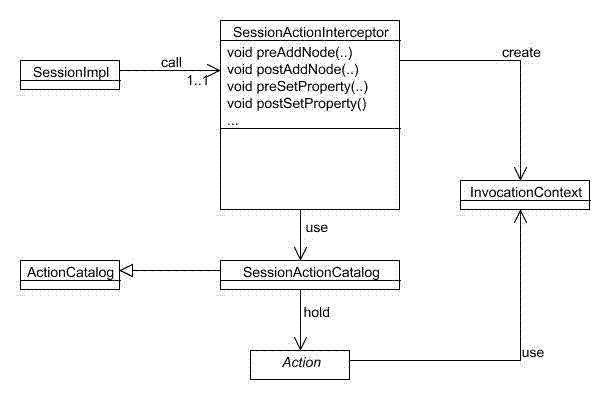 SessionActionInterceptor
void preAddNode(..)
void postAddNode(..)
void preSetProperty(..)
void postSetProperty()
...
SessionImpl
call
1..1
create
InvocationContext
use
ActionCatalog
SessionActionCatalog
hold
Action
use